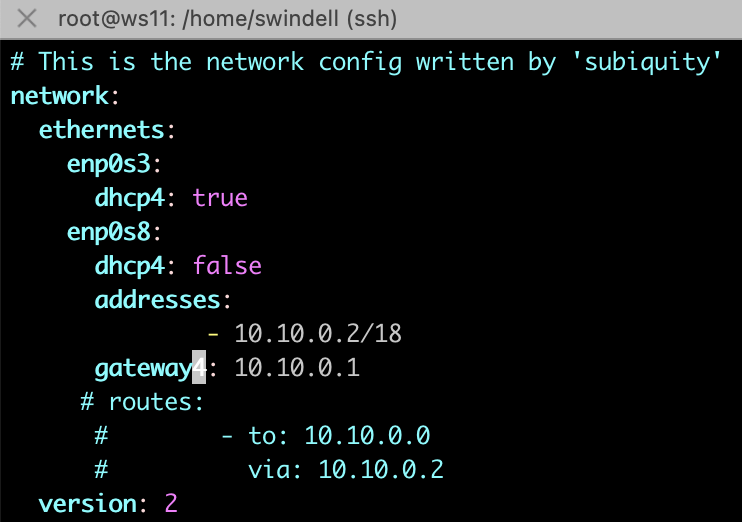 root@ws11: /home/swindell (ssh)
# This is the network config written by 'subiquity'
network:
  ethernets:
    enp0s3:
      dhcp4: true
    enp0s8:
      dhcp4: false
      addresses:
              - 10.10.0.2/18
      gateway4: 10.10.0.1
     # routes:
      #        - to: 10.10.0.0
      #          via: 10.10.0.2
  version: 2